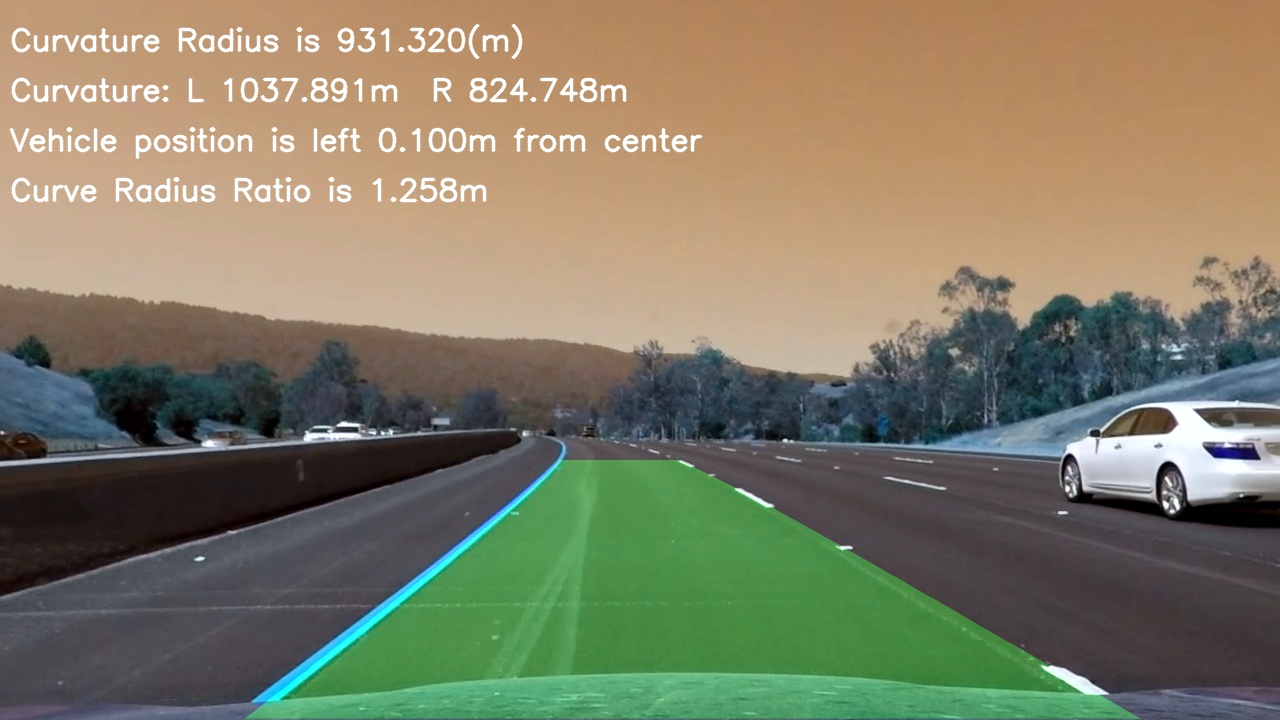 Curvature Radius is 931.320(m)
Curvature: L 1037.891m R 824.748m
Vehicle position is left 0.100m from center
Curve Radius Ratio is 1.258m